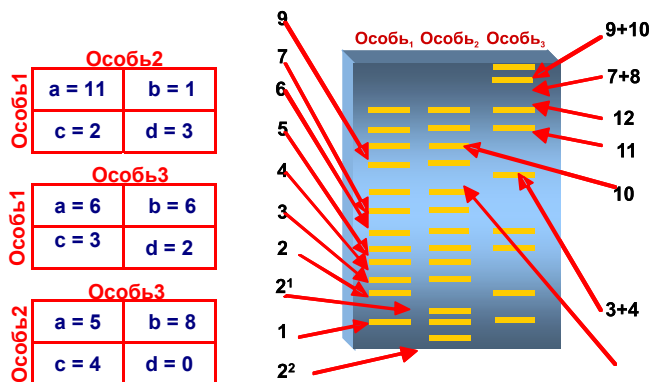 Особь2
Особь1
a = 11 b = 1
c = 2 d = 3
Особь3
Особь1
a = 6 b = 6
c = 3 d = 2
Особь3
Особь2
a = 5 b = 8
c = 4 d = 0
Особь₁ Особь₂ Особь₃
9
7
6
5
4
3
2
2¹
1
2²
9+10
7+8
12
11
10
3+4